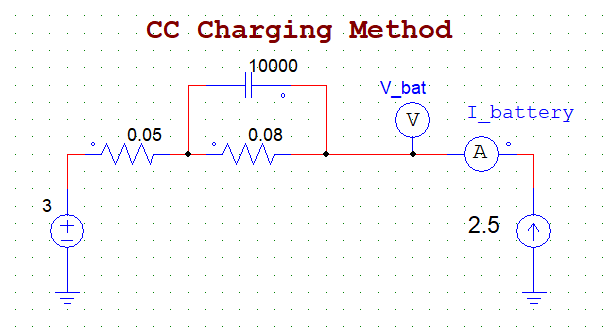 CC Charging Method
10000
V_bat
I_battery
0.05
0.08
V
A
3
2.5